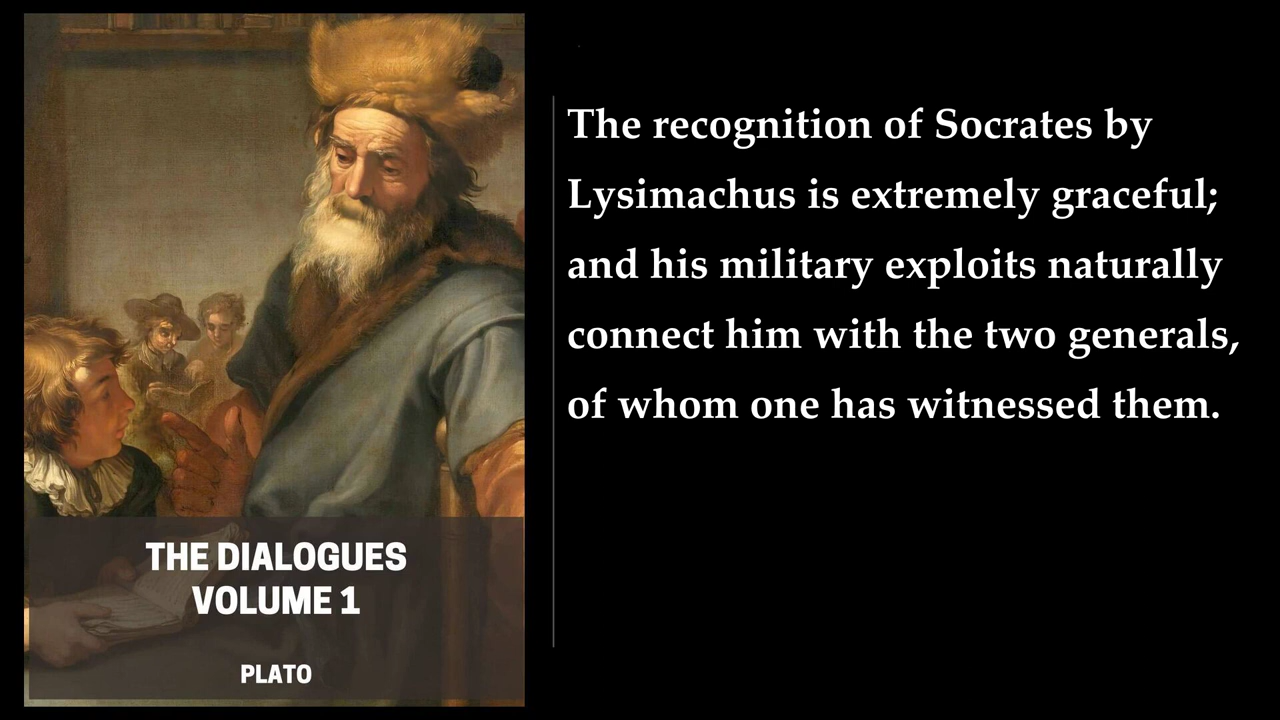 The recognition of Socrates by
Lysimachus is extremely graceful;
and his military exploits naturally
connect him with the two generals,
of whom one has witnessed them.
THE DIALOGUES
VOLUME 1
PLATO